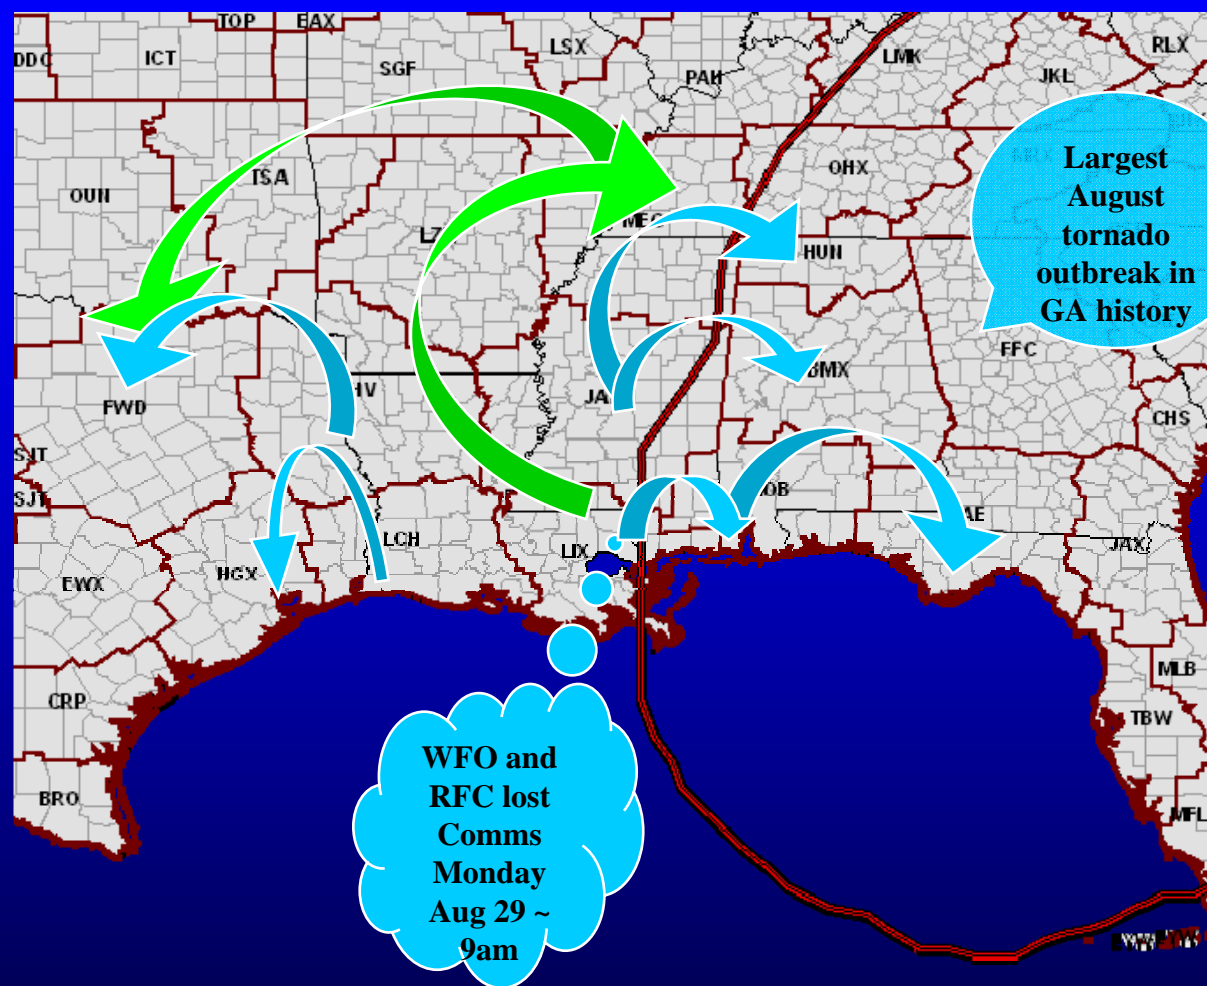 TOP
EAX
DDC
ICT
LSX
SGF
PAH
LMK
RLX
JKL
OUN
TSA
OHX
Largest
August
tornado
outbreak in
GA history
HUN
FFC
BMX
FWD
CHS
SJT
SJT
LCH
LIX
JAX
EWX
HGX
CRP
MLB
TBW
BRO
MFL
WFO and
RFC lost
Comms
Monday
Aug 29 ~
9am